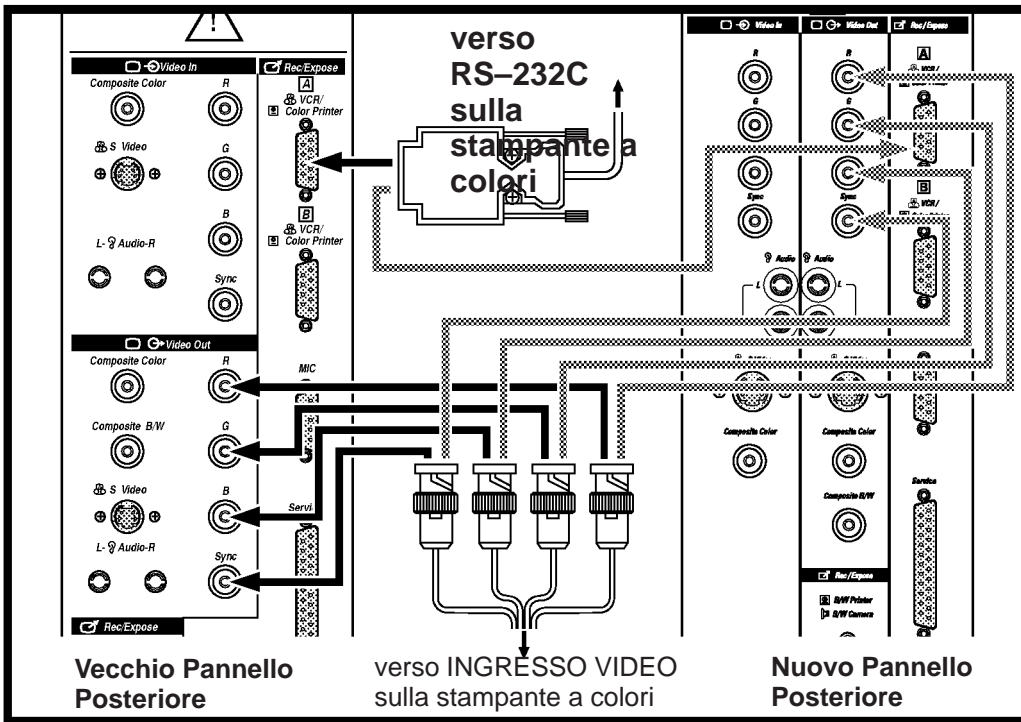 Video In
Rec/Expose
Composite Color
R
A
VCR/
Color Printer
S Video
G
B
VCR/
Color Printer
B
L- Audio-R
Sync
Video Out
Composite Color
R
MIC
Composite B/W
G
S Video
B
Servi
L- Audio-R
Sync
Rec/Expose
verso
RS–232C
sulla
stampante a
colori
Video In
Video Out
Rec/Expose
R
R
A
VCR/
G
G
Sync
Sync
B
VCR/
Audio
Audio
L
L
Composite Color
Composite Color
Composite B/W
Service
Rec/Expose
B/W Printer
B/W Camera
Vecchio Pannello
Posteriore
verso INGRESSO VIDEO
sulla stampante a colori
Nuovo Pannello
Posteriore